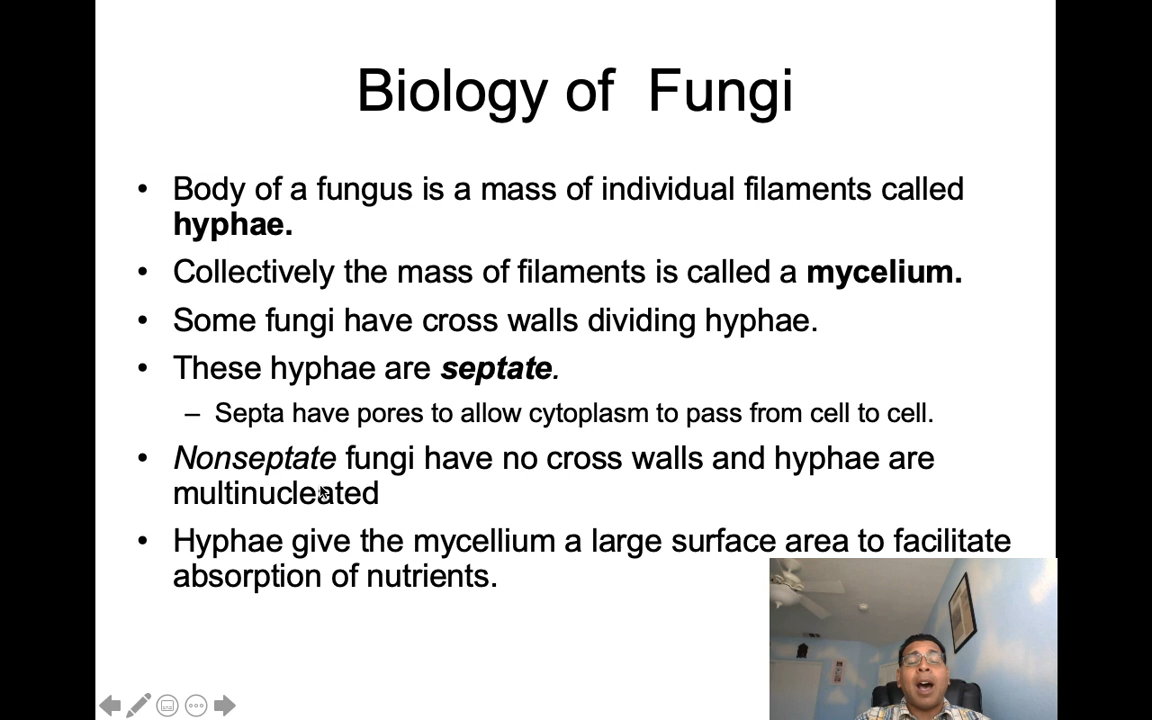 Biology of Fungi
• Body of a fungus is a mass of individual filaments called
hyphae.
• Collectively the mass of filaments is called a mycelium.
• Some fungi have cross walls dividing hyphae.
• These hyphae are septate.
– Septa have pores to allow cytoplasm to pass from cell to cell.
• Nonseptate fungi have no cross walls and hyphae are
multinucleated
• Hyphae give the mycellium a large surface area to facilitate
absorption of nutrients.